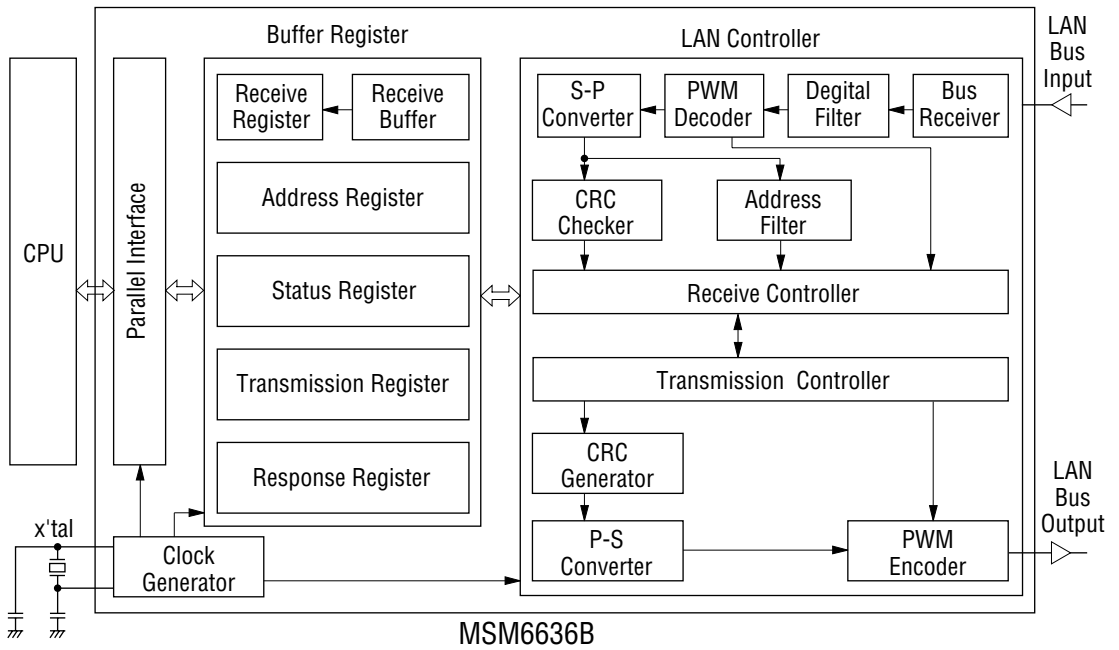 Buffer Register
LAN Controller
LAN
Bus
Input
CPU
Parallel Interface
Receive
Register
Receive
Buffer
S-P
Converter
PWM
Decoder
Degital
Filter
Bus
Receiver
Address Register
CRC
Checker
Address
Filter
Status Register
Receive Controller
Transmission Register
Transmission Controller
Response Register
CRC
Generator
LAN
Bus
Output
x'tal
Clock
Generator
P-S
Converter
PWM
Encoder
MSM6636B